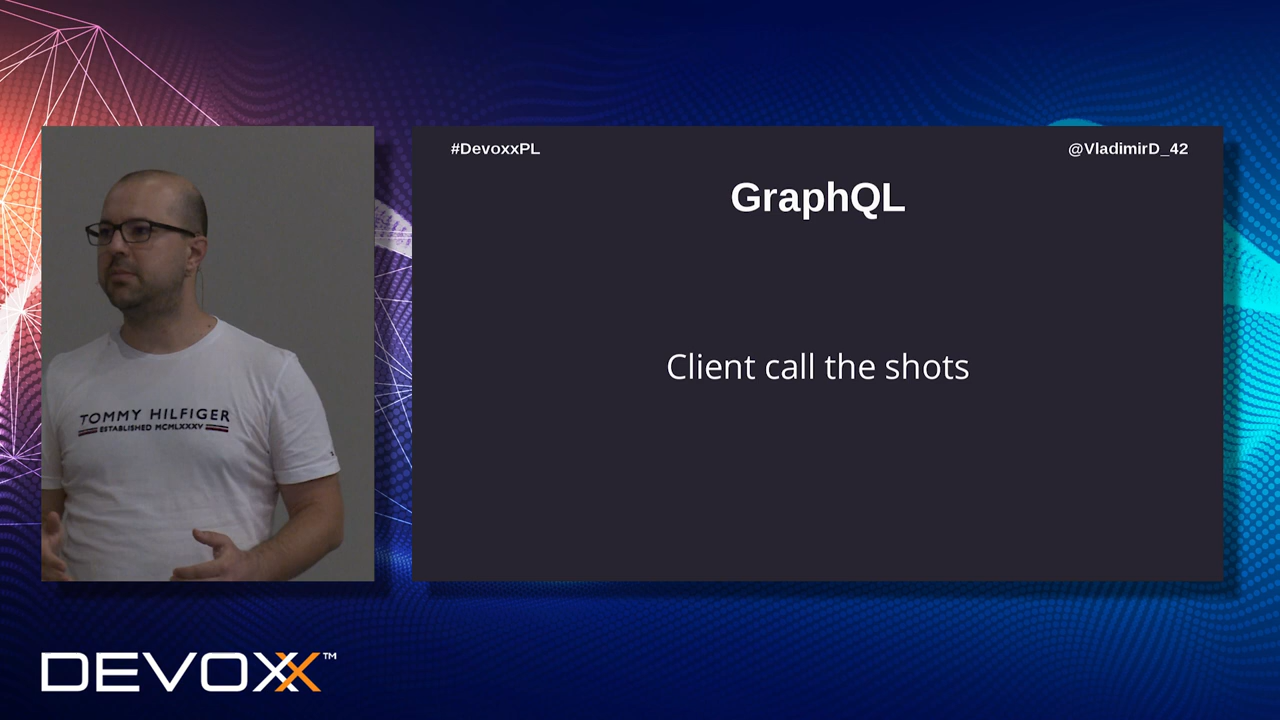 #DevoxxPL
@VladimirD_42
GraphQL
Client call the shots
TOMMY HILFIGER
ESTABLISHED MCMLXXXV
DEVOXX™